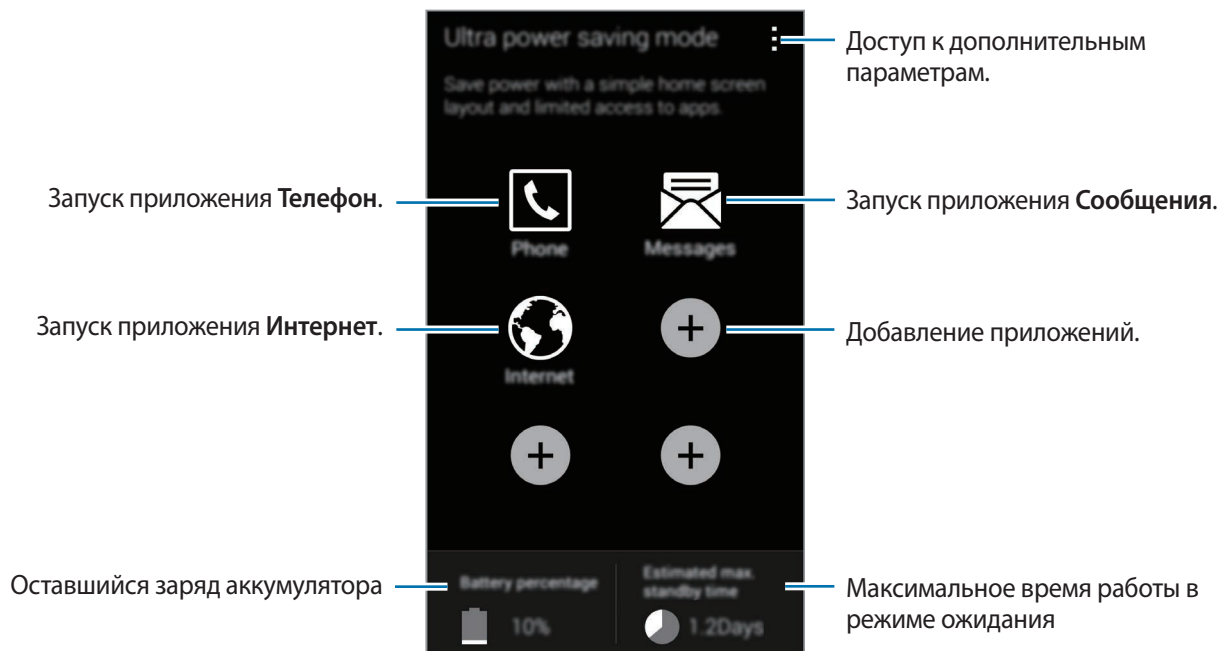 Ultra power saving mode
Доступ к дополнительным
параметрам.
Save power with a simple home screen
layout and limited access to apps.
Запуск приложения Телефон.
Запуск приложения Сообщения.
Phone
Messages
Запуск приложения Интернет.
Добавление приложений.
Internet
Оставшийся заряд аккумулятора
Battery percentage
10%
Estimated max.
standby time
1.2Days
Максимальное время работы в
режиме ожидания